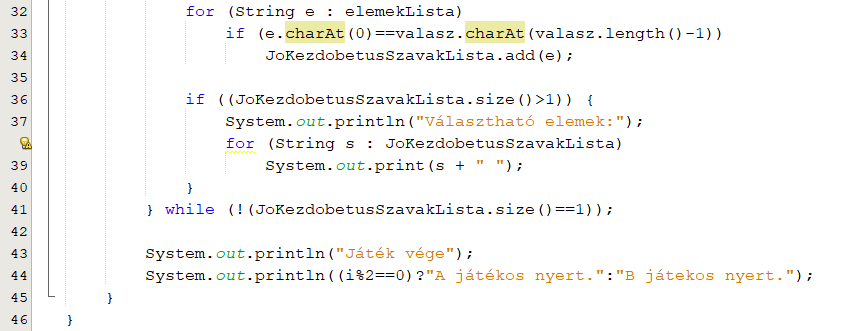 32 for (String e : elemekLista)
33 if (e.charAt(0)==valasz.charAt(valasz.length()-1))
34 JoKezdobetusSzavakLista.add(e);
35
36 if ((JoKezdobetusSzavakLista.size()>1)) {
37 System.out.println("Választható elemek:");
for (String s : JoKezdobetusSzavakLista)
39 System.out.print(s + " ");
40 }
41 } while (!(JoKezdobetusSzavakLista.size()==1));
42
43 System.out.println("Játék vége");
44 System.out.println((i%2==0)?"A játékos nyert.":"B játekos nyert.");
45 }
46 }